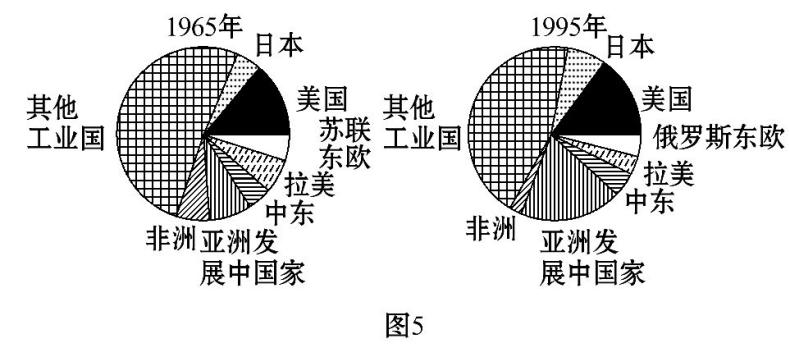 1965年
日本
美国
苏联
东欧
拉美
中东
亚洲发
展中国家
非洲
其他
工业国
1995年
日本
美国
俄罗斯东欧
拉美
中东
亚洲发
展中国家
非洲
其他
工业国
图5